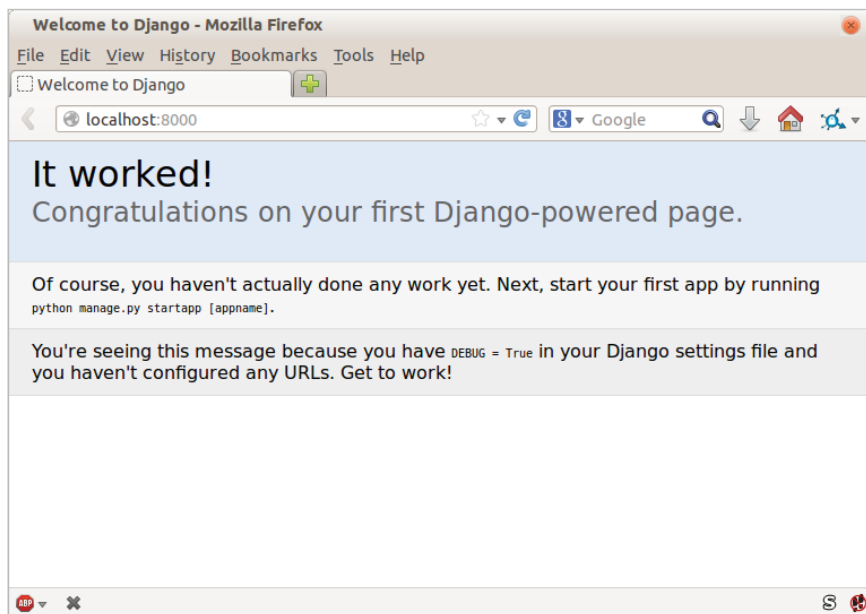 Welcome to Django - Mozilla Firefox
File Edit View History Bookmarks Tools Help
Welcome to Django
localhost:8000
8 Google
It worked!
Congratulations on your first Django-powered page.
Of course, you haven't actually done any work yet. Next, start your first app by running
python manage.py startapp [appname].
You're seeing this message because you have DEBUG = True in your Django settings file and
you haven't configured any URLs. Get to work!
ABP S